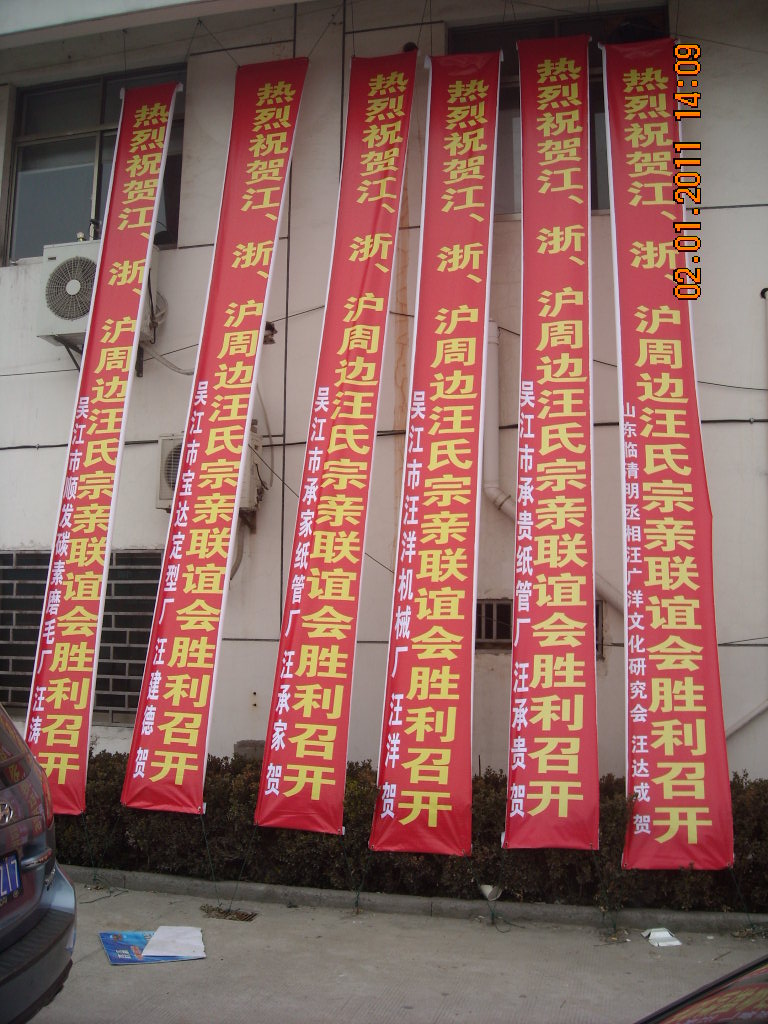 热烈祝贺江、浙、沪周边汪氏宗亲联谊会胜利召开
吴江市顺发碳素磨毛厂 汪涛
热烈祝贺江、浙、沪周边汪氏宗亲联谊会胜利召开
吴江市宝达定型厂 汪建德 贺
热烈祝贺江、浙、沪周边汪氏宗亲联谊会胜利召开
吴江市承家纸管厂 汪承家 贺
热烈祝贺江、浙、沪周边汪氏宗亲联谊会胜利召开
吴江市汪洋机械厂 汪洋 贺
热烈祝贺江、浙、沪周边汪氏宗亲联谊会胜利召开
吴江市承贵纸管厂 汪承贵 贺
热烈祝贺江、浙、沪周边汪氏宗亲联谊会胜利召开
山东临清明丞相汪广洋文化研究会 汪达成 贺
02.01.2011 14:09